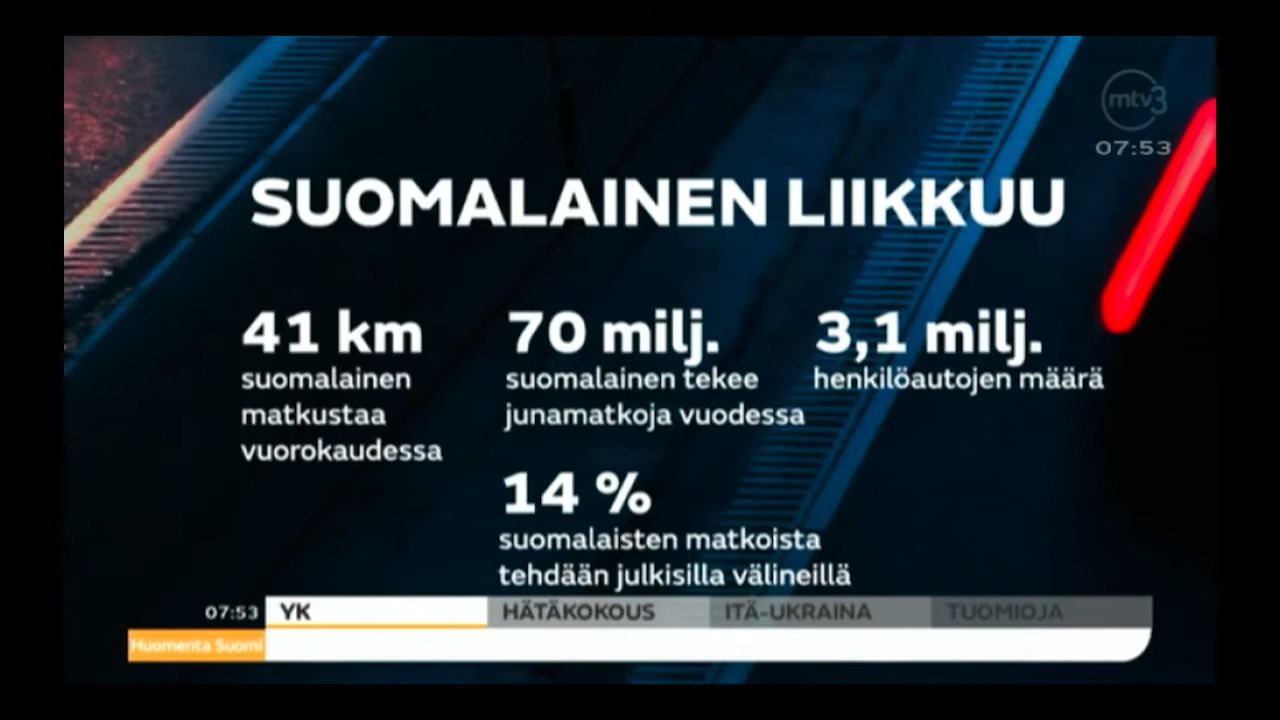 mtv3
07:53
SUOMALAINEN LIIKKUU
41 km
suomalainen
matkustaa
vuorokaudessa
70 milj.
suomalainen tekee
junamatkoja vuodessa
3,1 milj.
henkilöautojen määrä
14 %
suomalaisten matkoista
tehdään julkisilla välineillä
07:53 YK HÄTÄKOKOUS ITÄ-UKRAINA TUOMIOJA
Huomenta Suomi